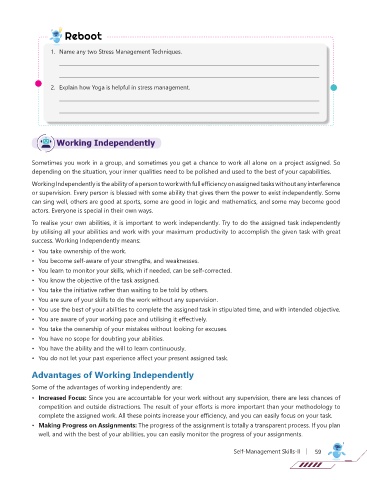 Reboot
1. Name any two Stress Management Techniques.
2. Explain how Yoga is helpful in stress management.
Working Independently
Sometimes you work in a group, and sometimes you get a chance to work all alone on a project assigned. So
depending on the situation, your inner qualities need to be polished and used to the best of your capabilities.
Working Independently is the ability of a person to work with full efficiency on assigned tasks without any interference
or supervision. Every person is blessed with some ability that gives them the power to exist independently. Some
can sing well, others are good at sports, some are good in logic and mathematics, and some may become good
actors. Everyone is special in their own ways.
To realise your own abilities, it is important to work independently. Try to do the assigned task independently
by utilising all your abilities and work with your maximum productivity to accomplish the given task with great
success. Working Independently means:
• You take ownership of the work.
• You become self-aware of your strengths, and weaknesses.
• You learn to monitor your skills, which if needed, can be self-corrected.
• You know the objective of the task assigned.
• You take the initiative rather than waiting to be told by others.
• You are sure of your skills to do the work without any supervision.
• You use the best of your abilities to complete the assigned task in stipulated time, and with intended objective.
• You are aware of your working pace and utilising it effectively.
• You take the ownership of your mistakes without looking for excuses.
• You have no scope for doubting your abilities.
• You have the ability and the will to learn continuously.
• You do not let your past experience affect your present assigned task.
Advantages of Working Independently
Some of the advantages of working independently are:
• Increased Focus: Since you are accountable for your work without any supervision; there are less chances of
competition and outside distractions. The result of your efforts is more important than your methodology to
complete the assigned work. All these points increase your efficiency, and you can easily focus on your task.
• Making Progress on Assignments: The progress of the assignment is totally a transparent process. If you plan
well, and with the best of your abilities, you can easily monitor the progress of your assignments.
Self-Management Skills-II | 59